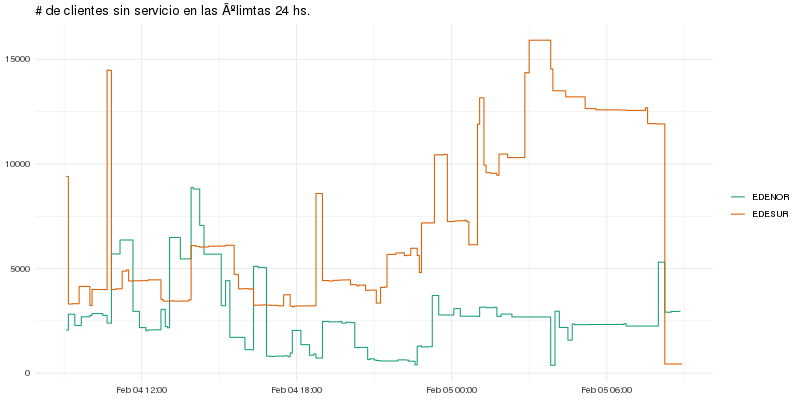 # de clientes sin servicio en las Ãºlimtas 24 hs.
15000
10000
5000
0
Feb 04 12:00
Feb 04 18:00
Feb 05 00:00
Feb 05 06:00
EDENOR
EDESUR